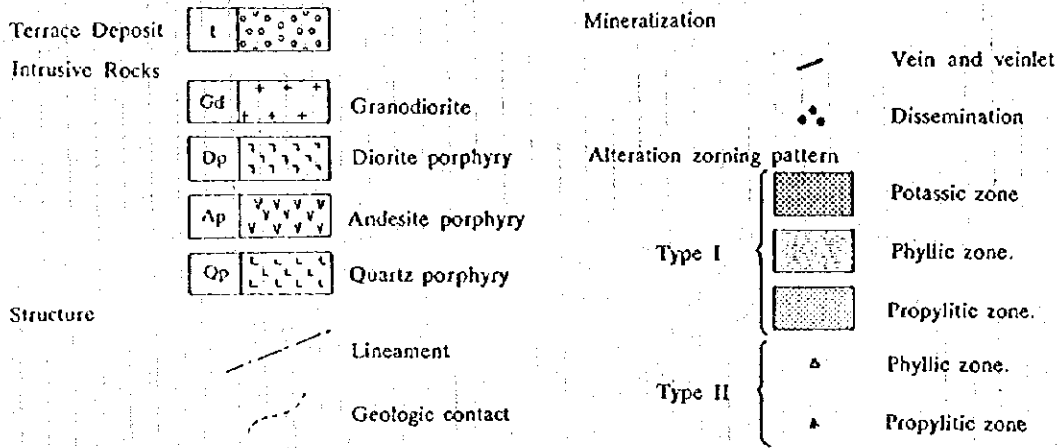 Terrace Deposit t
Intrusive Rocks
Gd Granodiorite
Dp Diorite porphyry
Ap Andesite porphyry
Qp Quartz porphyry
Structure
Lineament
Geologic contact
Mineralization
Vein and veinlet
Dissemination
Alteration zorning pattern
Type I
Potassic zone
Phyllic zone.
Propylitic zone.
Type II
Phyllic zone.
Propylitic zone